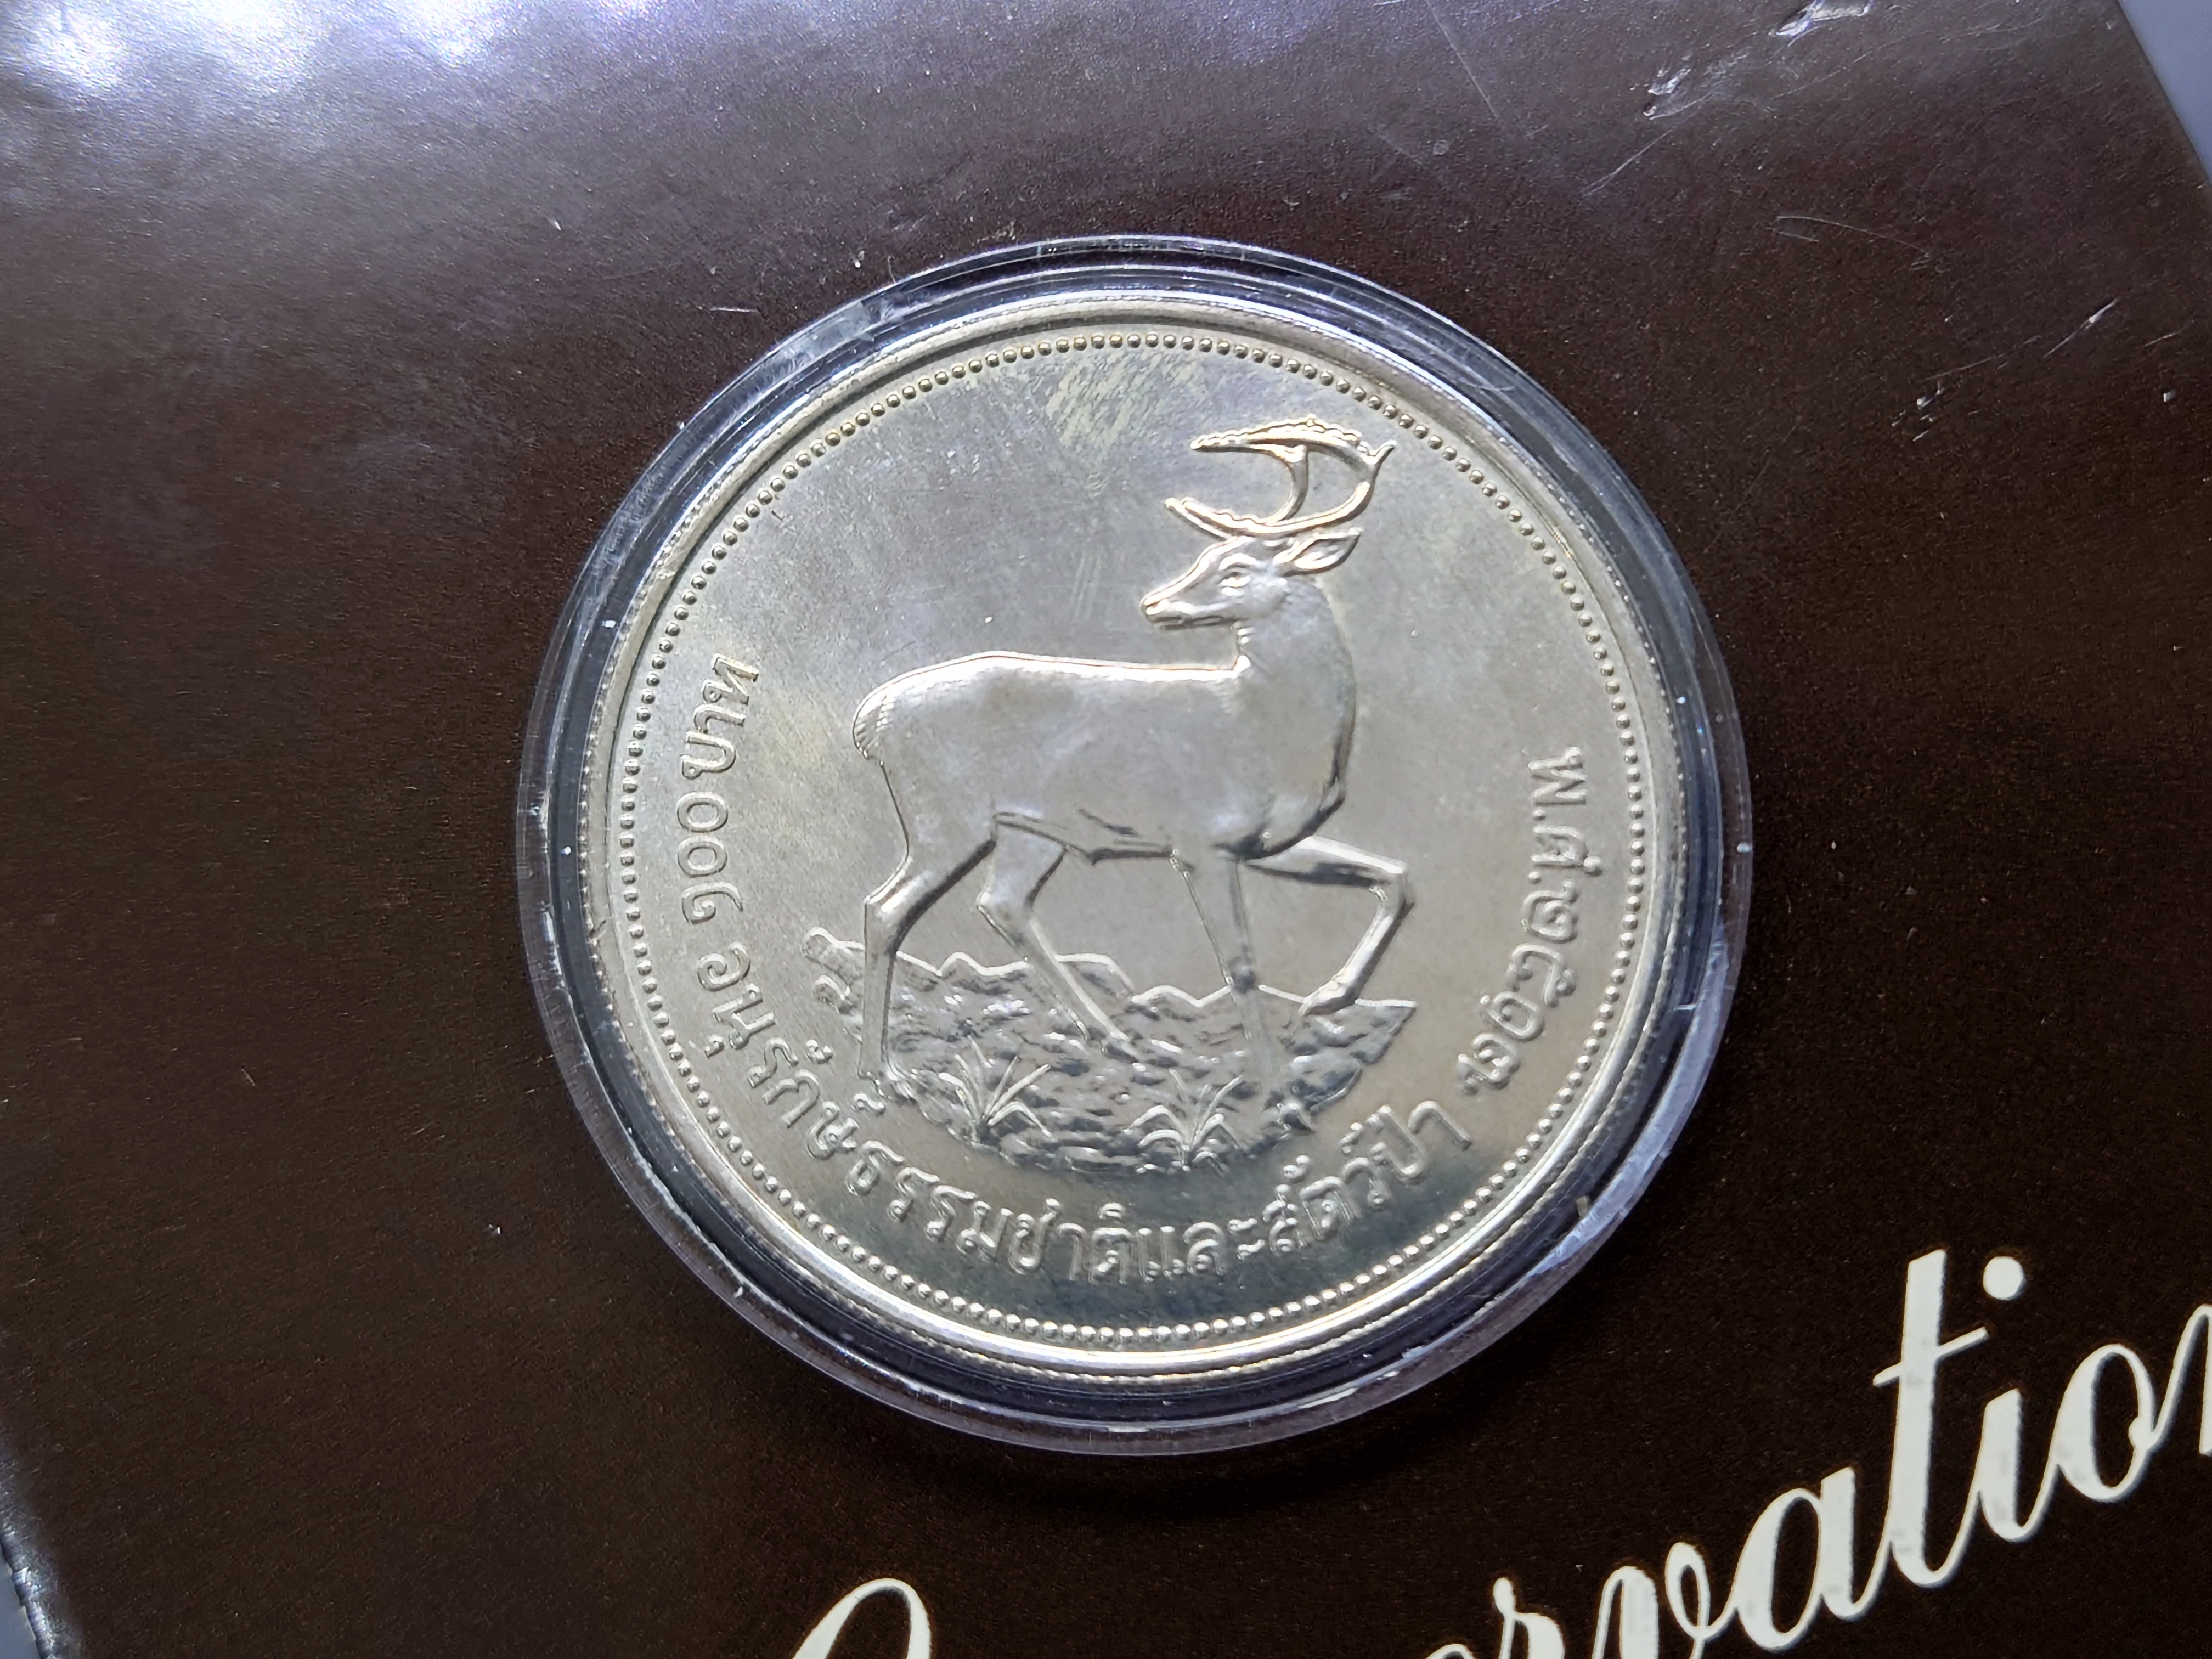 ๑๐๐ บาท
อนุรักษ์ธรรมชาติและสัตว์ป่า
พ.ศ.๒๕๑๗
rvation